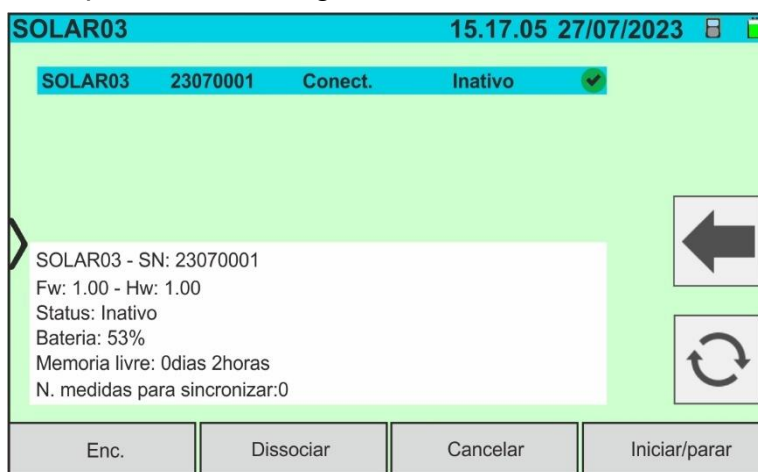 SOLAR03 15.17.05 27/07/2023
SOLAR03 23070001 Conect. Inativo
SOLAR03 - SN: 23070001
Fw: 1.00 - Hw: 1.00
Status: Inativo
Bateria: 53%
Memoria livre: 0dias 2horas
N. medidas para sincronizar:0
Enc. Dissociar Cancelar Iniciar/parar